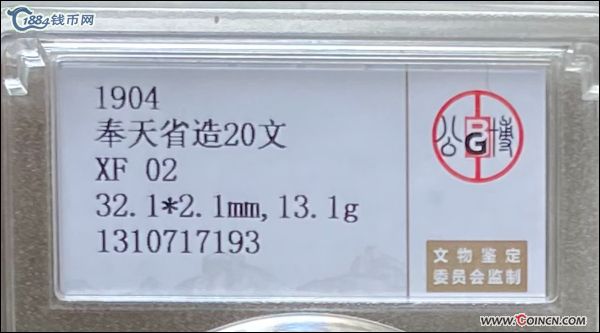 1884钱币网
1904
奉天省造20文
XF 02
32.1*2.1mm,13.1g
1310717193
公 BG 博
文物鉴定
委员会监制
WWW.COINCN.COM